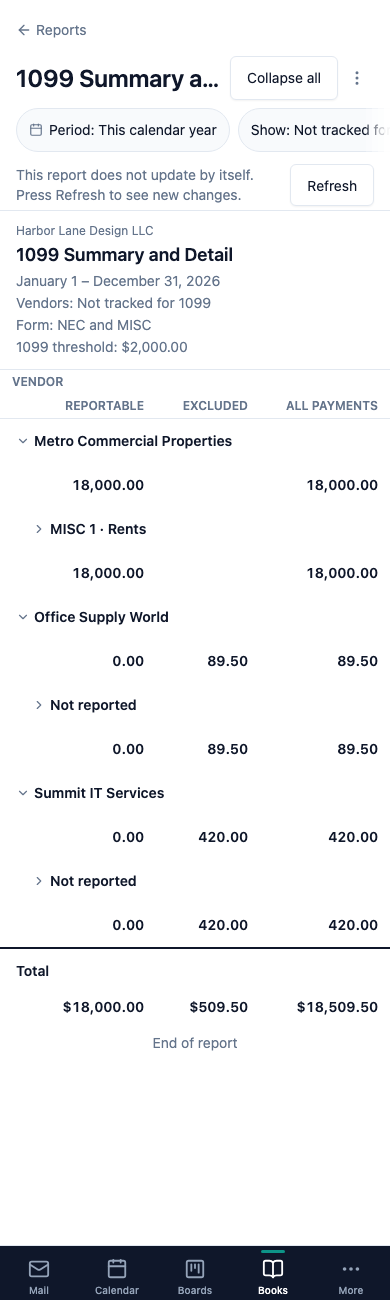 Reports
1099 Summary a...
Collapse all
Period: This calendar year
Show: Not tracked fo
This report does not update by itself.
Press Refresh to see new changes.
Refresh
Harbor Lane Design LLC
1099 Summary and Detail
January 1 – December 31, 2026
Vendors: Not tracked for 1099
Form: NEC and MISC
1099 threshold: $2,000.00
VENDOR
REPORTABLE EXCLUDED ALL PAYMENTS
Metro Commercial Properties
18,000.00 18,000.00
MISC 1 · Rents
18,000.00 18,000.00
Office Supply World
0.00 89.50 89.50
Not reported
0.00 89.50 89.50
Summit IT Services
0.00 420.00 420.00
Not reported
0.00 420.00 420.00
Total
$18,000.00 $509.50 $18,509.50
End of report
Mail Calendar Boards Books More